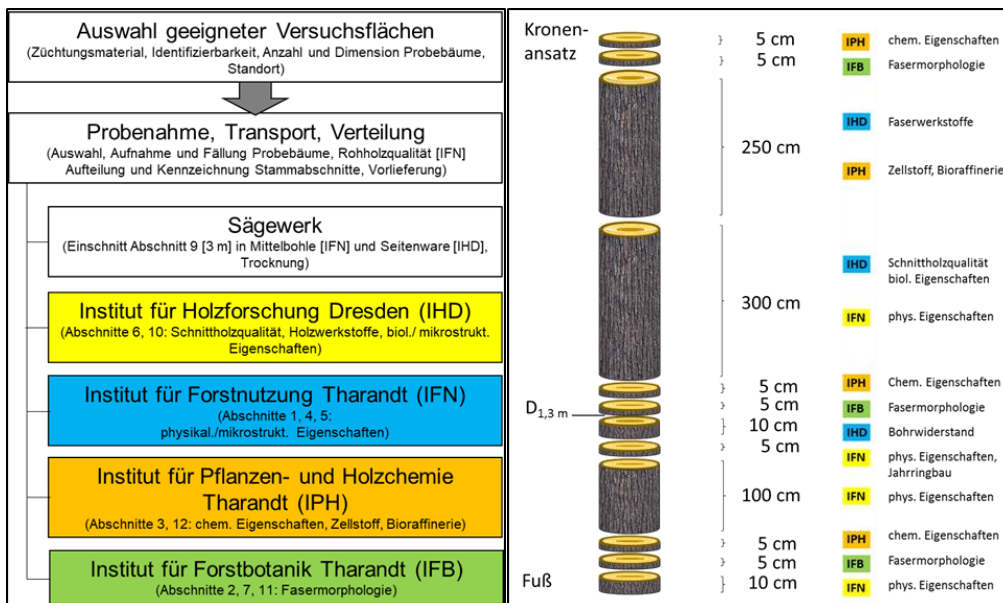 Auswahl geeigneter Versuchsflächen
(Züchtungsmaterial, Identifizierbarkeit, Anzahl und Dimension Probebäume,
Standort)
Probenahme, Transport, Verteilung
(Auswahl, Aufnahme und Fällung Probebäume, Rohholzqualität [IFN]
Aufteilung und Kennzeichnung Stammabschnitte, Vorlieferung)
Sägewerk
(Einschnitt Abschnitt 9 [3 m] in Mittelbohle [IFN] und Seitenware [IHD],
Trocknung)
Institut für Holzforschung Dresden (IHD)
(Abschnitte 6, 10: Schnittholzqualität, Holzwerkstoffe, biol./ mikrostrukt.
Eigenschaften)
Institut für Forstnutzung Tharandt (IFN)
(Abschnitte 1, 4, 5:
physikal./mikrostrukt. Eigenschaften)
Institut für Pflanzen- und Holzchemie
Tharandt (IPH)
(Abschnitte 3, 12: chem. Eigenschaften, Zellstoff, Bioraffinerie)
Institut für Forstbotanik Tharandt (IFB)
(Abschnitte 2, 7, 11: Fasermorphologie)
Kronen-
ansatz
5 cm IPH chem. Eigenschaften
5 cm IFB Fasermorphologie
IHD Faserwerkstoffe
250 cm
IPH Zellstoff, Bioraffinerie
IHD Schnittholzqualität
biol. Eigenschaften
300 cm
IFN phys. Eigenschaften
5 cm IPH Chem. Eigenschaften
D1,3 m 5 cm IFB Fasermorphologie
10 cm IHD Bohrwiderstand
5 cm IFN phys. Eigenschaften,
Jahrringbau
100 cm IFN phys. Eigenschaften
5 cm IPH chem. Eigenschaften
5 cm IFB Fasermorphologie
Fuß 10 cm IFN phys. Eigenschaften